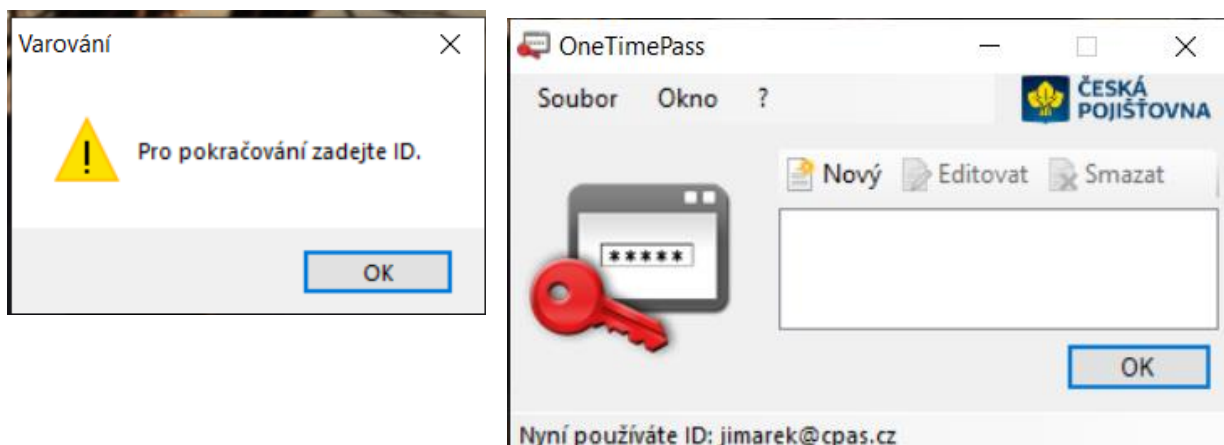 Varování
Pro pokračování zadejte ID.
OK
OneTimePass
Soubor Okno ?
ČESKÁ
POJIŠŤOVNA
Nový Editovat Smazat
*****
OK
Nyní používáte ID: jimarek@cpas.cz